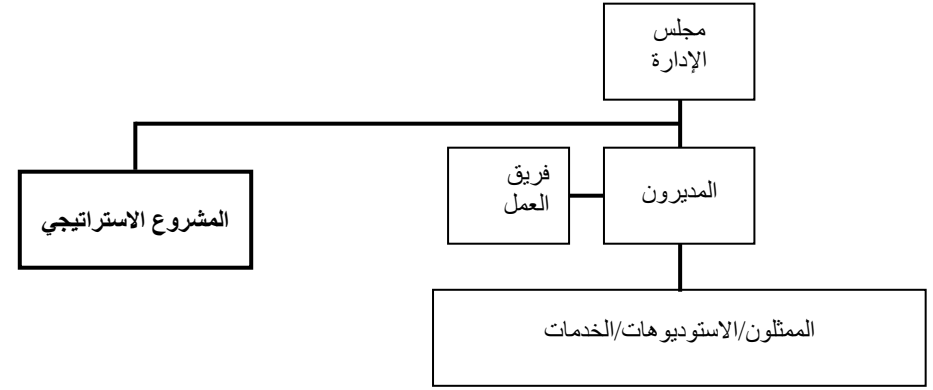 مجلس
الإدارة
المديرون
فريق
العمل
المشروع الاستراتيجي
الممثلون/الاستوديوهات/الخدمات